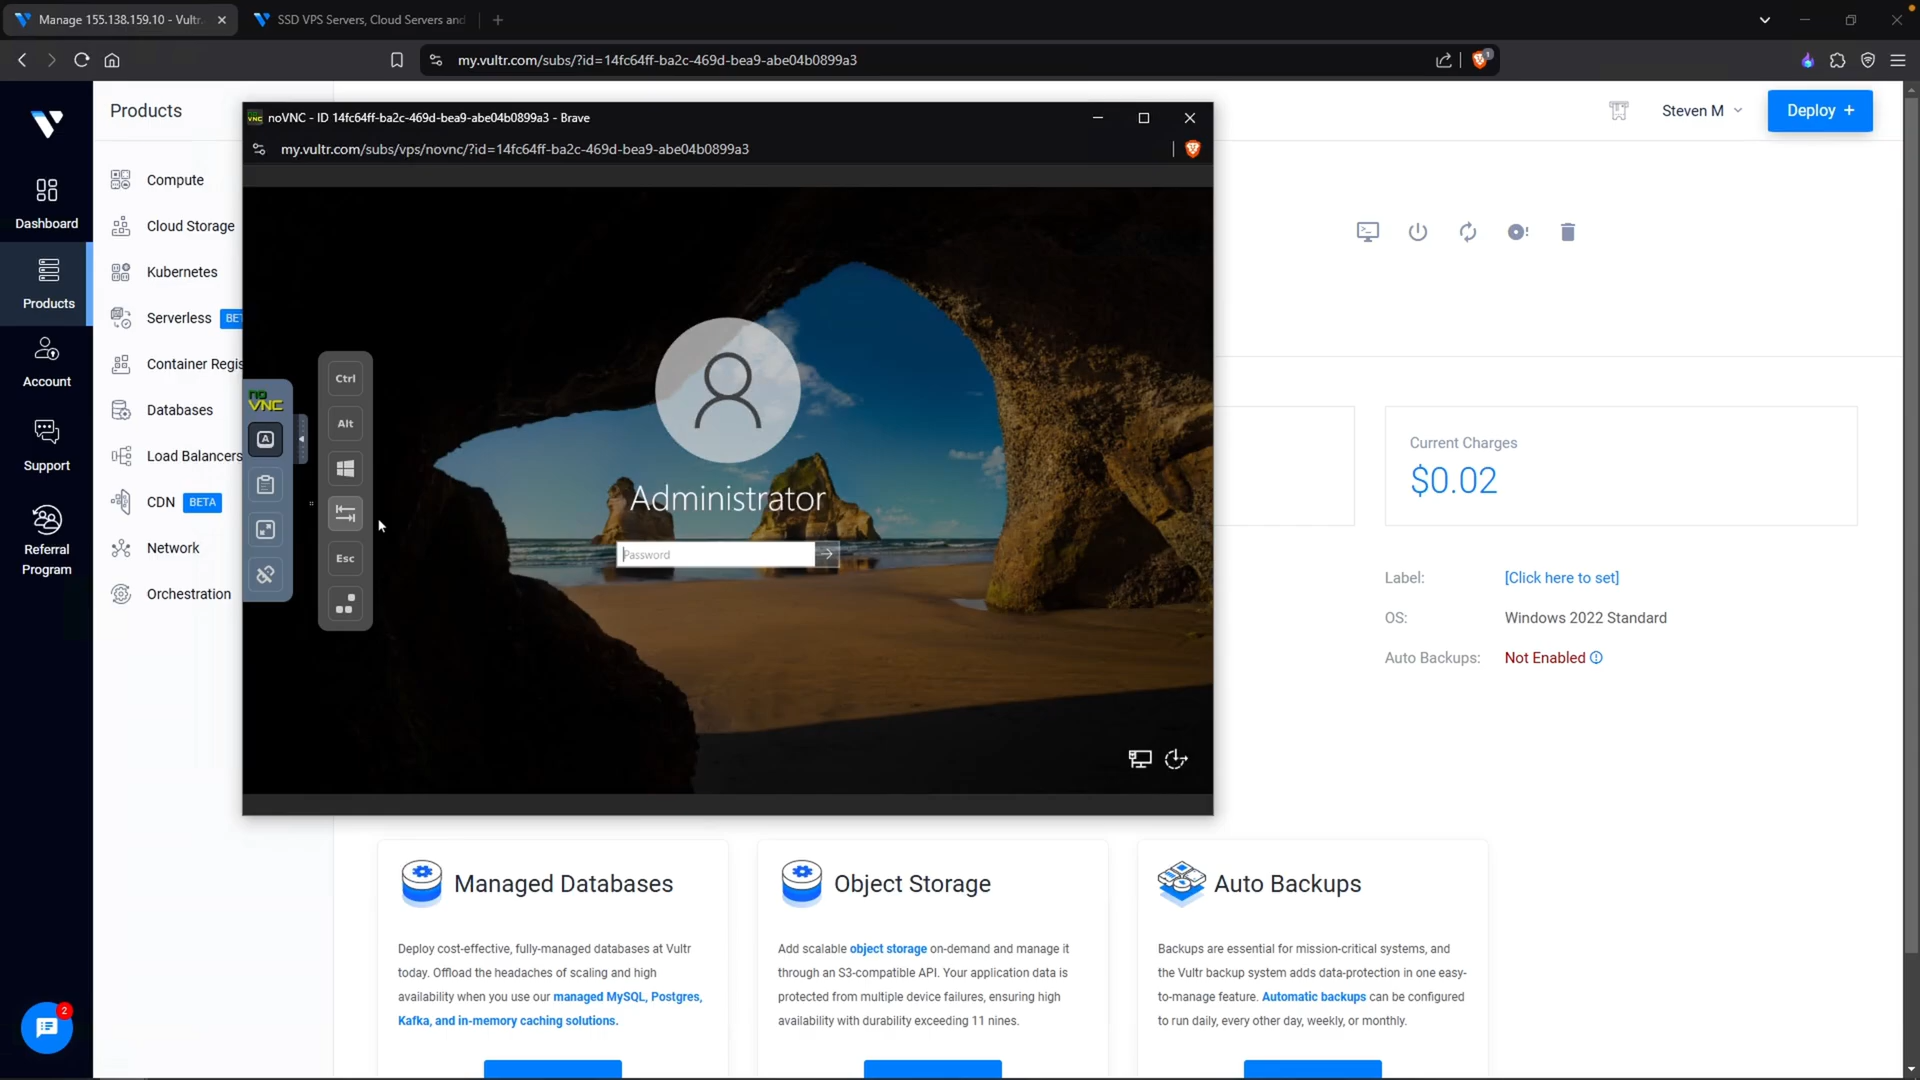 Manage 155.138.159.10 - Vultr.
SSD VPS Servers, Cloud Servers and
my.vultr.com/subs/?id=14fc64ff-ba2c-469d-bea9-abe04b0899a3
1
Products
Steven M
Deploy +
Dashboard
Products
Account
Support
Referral
Program
2
Compute
Cloud Storage
Kubernetes
Serverless BE
Container Regis
Databases
Load Balancers
CDN BETA
Network
Orchestration
noVNC - ID 14fc64ff-ba2c-469d-bea9-abe04b0899a3 - Brave
my.vultr.com/subs/vps/novnc/?id=14fc64ff-ba2c-469d-bea9-abe04b0899a3
no
VNC
A
Ctrl
Alt
Esc
Administrator
Password
Current Charges
$0.02
Label: [Click here to set]
OS: Windows 2022 Standard
Auto Backups: Not Enabled
Managed Databases
Deploy cost-effective, fully-managed databases at Vultr
today. Offload the headaches of scaling and high
availability when you use our managed MySQL, Postgres,
Kafka, and in-memory caching solutions.
Object Storage
Add scalable object storage on-demand and manage it
through an S3-compatible API. Your application data is
protected from multiple device failures, ensuring high
availability with durability exceeding 11 nines.
Auto Backups
Backups are essential for mission-critical systems, and
the Vultr backup system adds data-protection in one easy-
to-manage feature. Automatic backups can be configured
to run daily, every other day, weekly, or monthly.